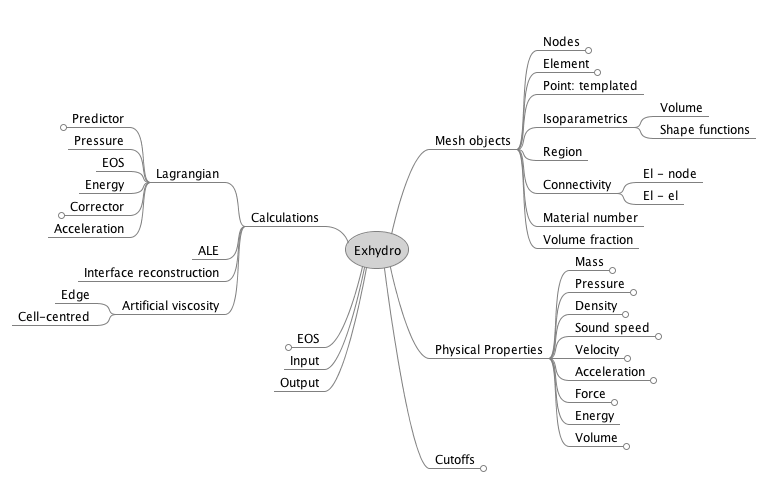 Exhydro
Mesh objects
Nodes
Element
Point: templated
Isoparametrics
Volume
Shape functions
Region
Connectivity
El - node
El - el
Material number
Volume fraction
Physical Properties
Mass
Pressure
Density
Sound speed
Velocity
Acceleration
Force
Energy
Volume
Cutoffs
Calculations
Lagrangian
Predictor
Pressure
EOS
Energy
Corrector
Acceleration
ALE
Interface reconstruction
Artificial viscosity
Edge
Cell-centred
EOS
Input
Output